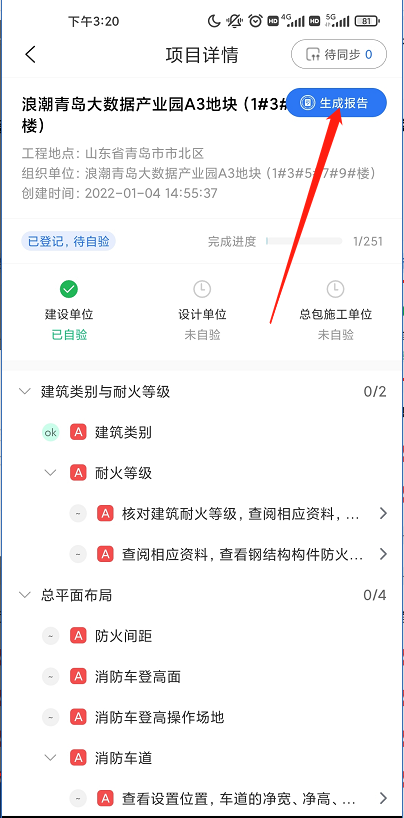 下午3:20
HD 4G HD 5G 81
项目详情
待同步 0
浪潮青岛大数据产业园A3地块（1#3#
楼）
生成报告
工程地点：山东省青岛市市北区
组织单位：浪潮青岛大数据产业园A3地块（1#3#5#7#9#楼）
创建时间：2022-01-04 14:55:37
已登记，待自验
完成进度 1/251
建设单位 设计单位 总包施工单位
已自验 未自验 未自验
建筑类别与耐火等级 0/2
ok A 建筑类别
A 耐火等级
~ A 核对建筑耐火等级，查阅相应资料，...
~ A 查阅相应资料，查看钢结构构件防火...
总平面布局 0/4
~ A 防火间距
~ A 消防车登高面
~ A 消防车登高操作场地
A 消防车道
~ A 查看设置位置，车道的净宽、净高、...